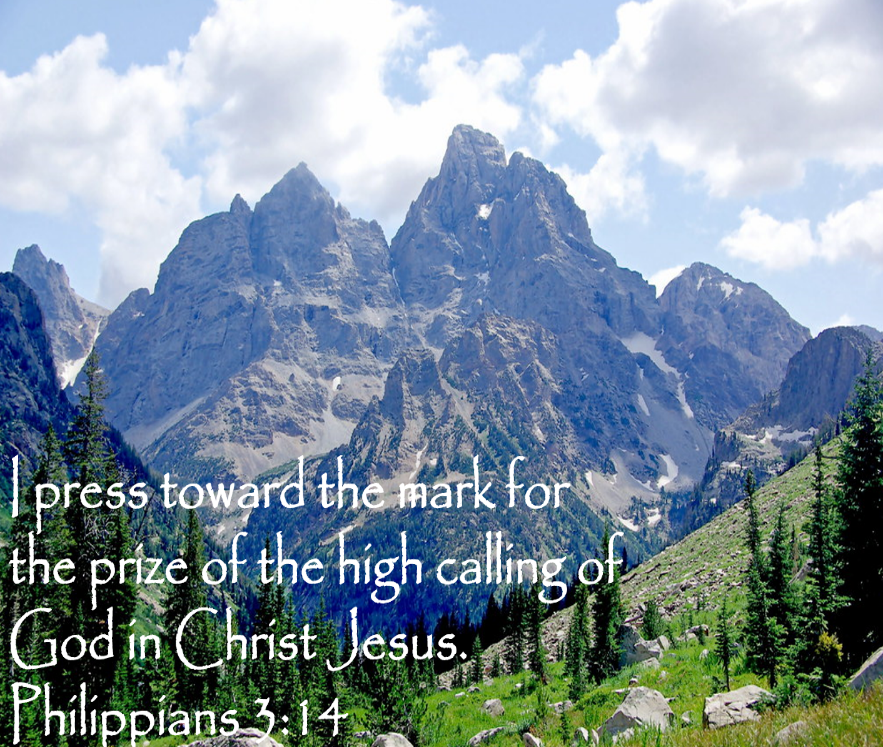 I press toward the mark for
the prize of the high calling of
God in Christ Jesus.
Philippians 3:14